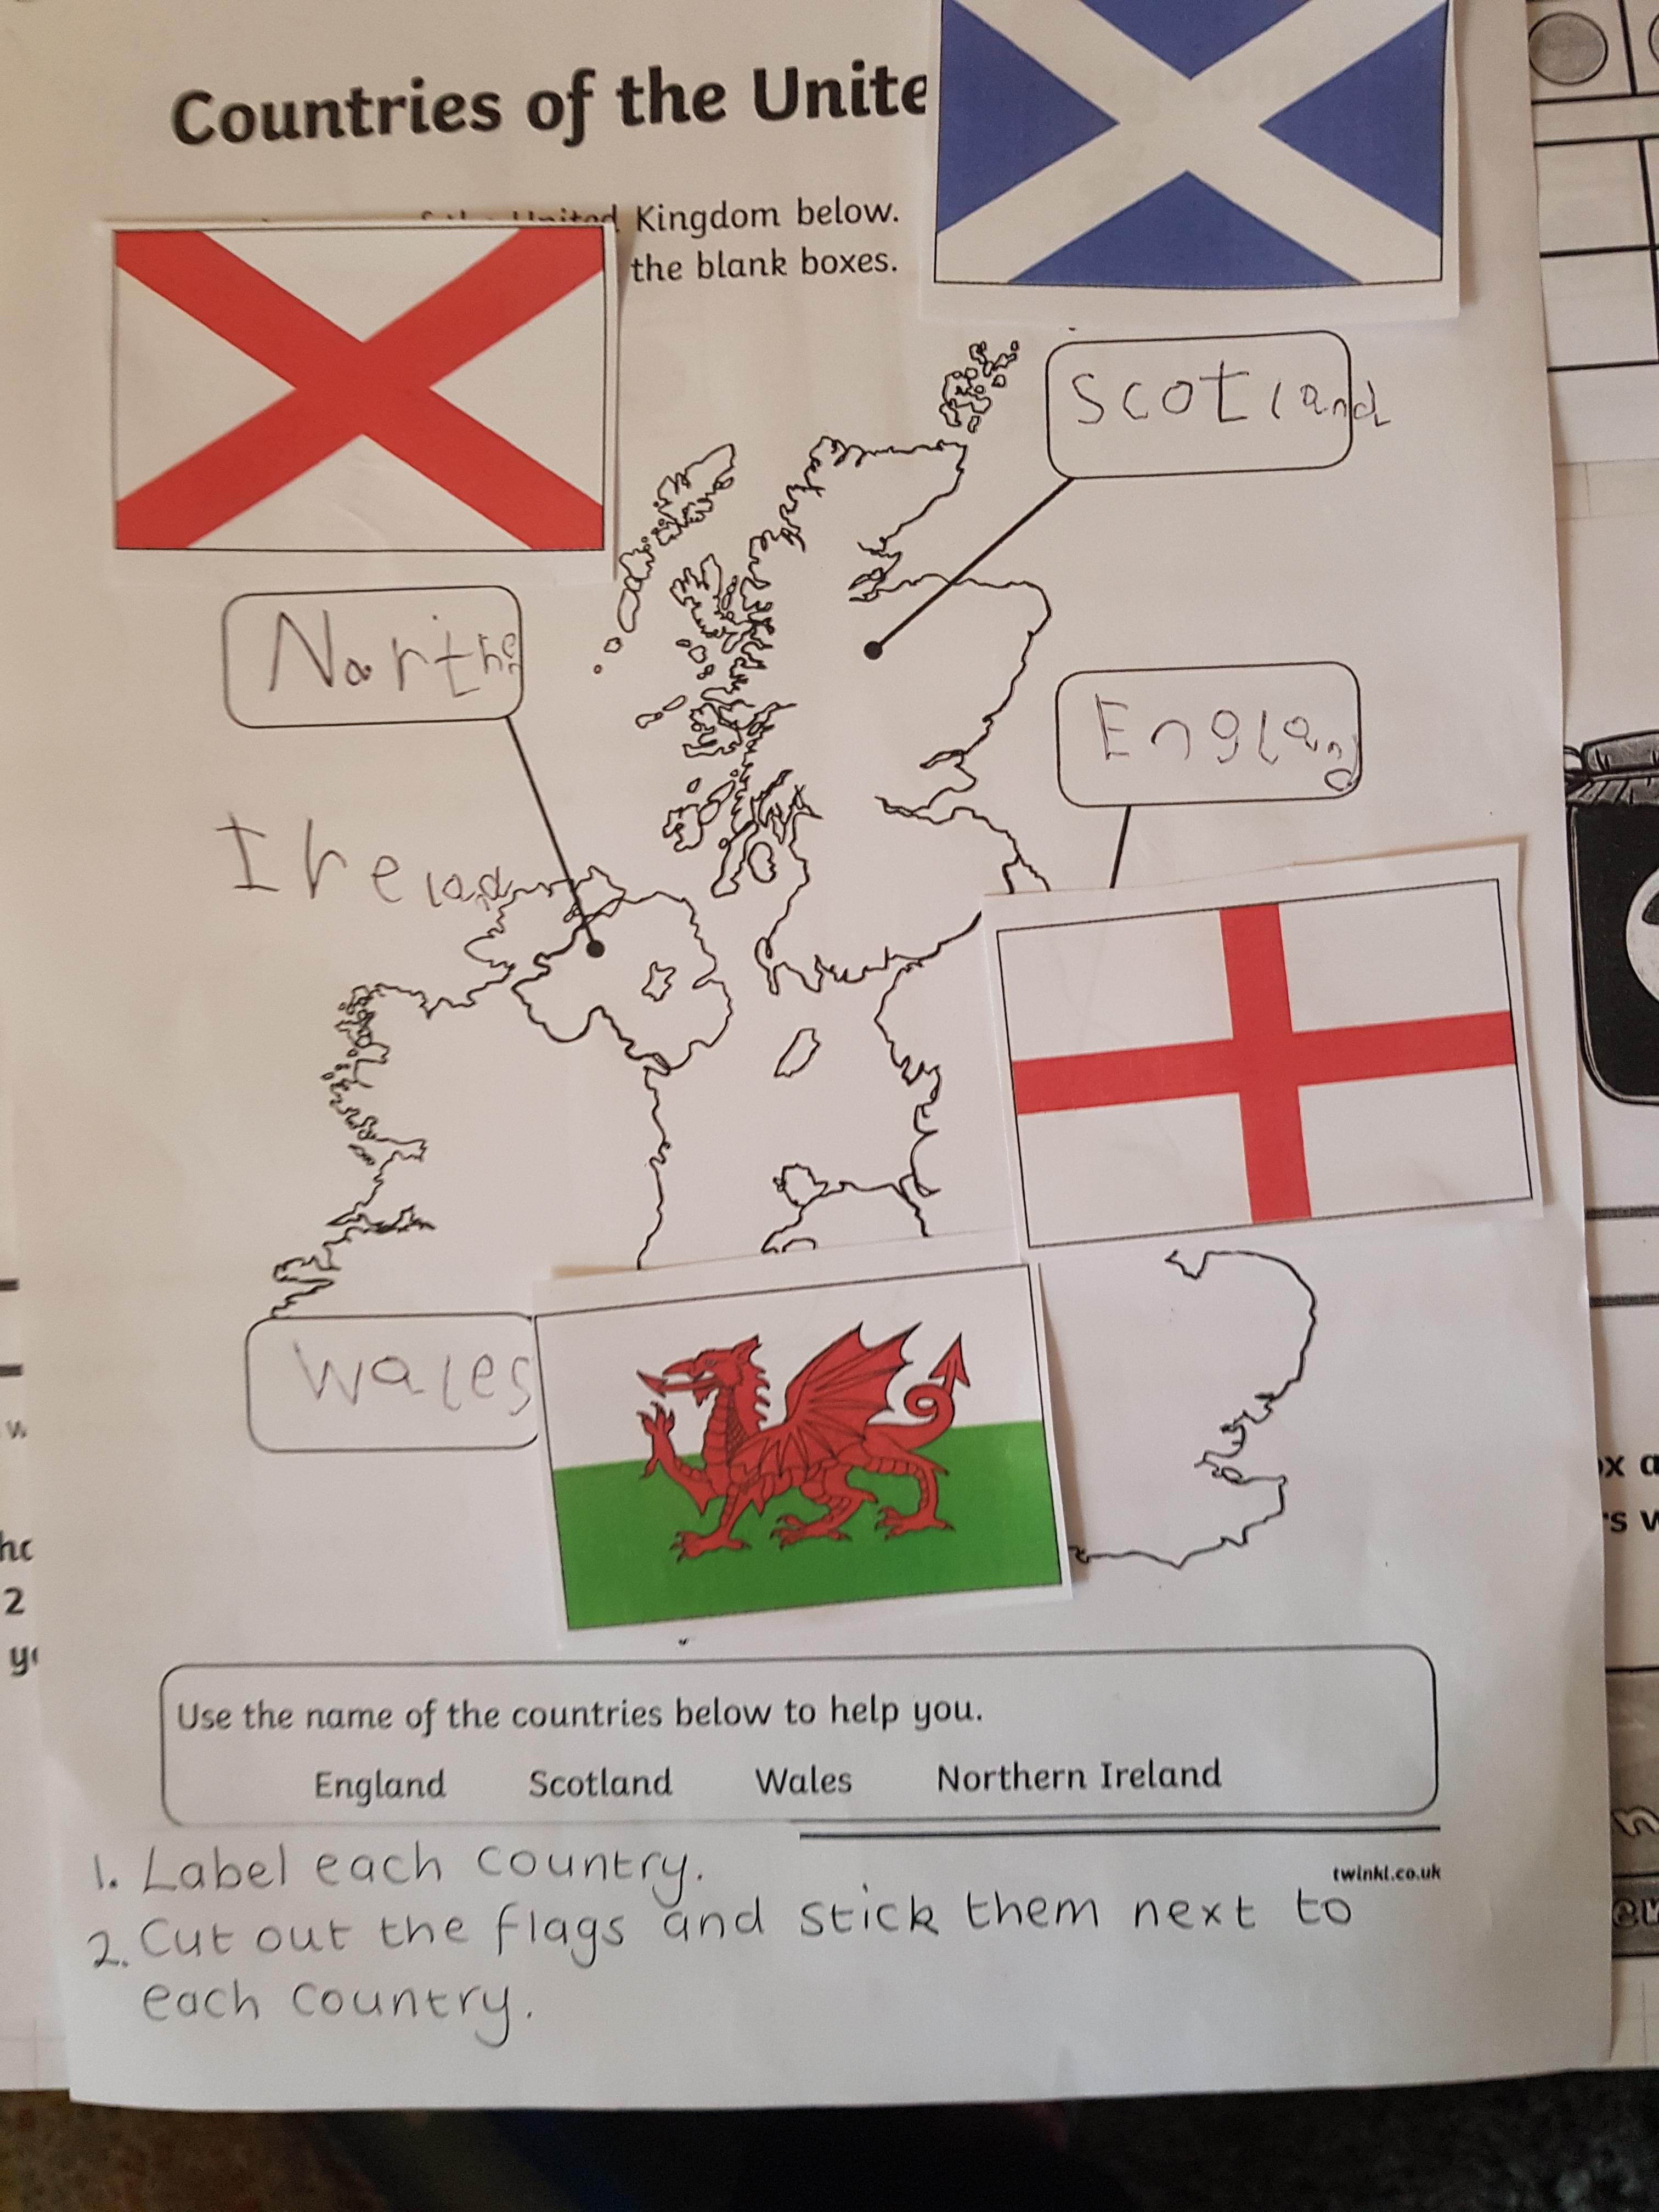 Countries of the Unite
United Kingdom below.
the blank boxes.
Scotland
Northe
England
Ireland
Wales
Use the name of the countries below to help you.
England Scotland Wales Northern Ireland
1. Label each country.
twinkl.co.uk
2. Cut out the flags and stick them next to
each country.